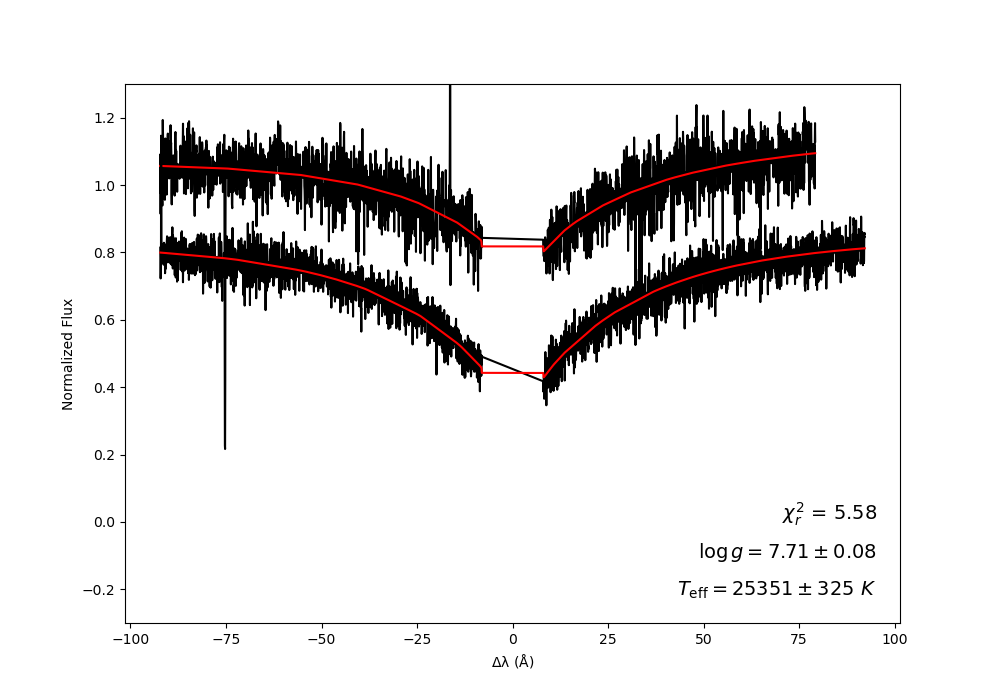 1.2
1.0
0.8
0.6
0.4
0.2
0.0
−0.2
Normalized Flux
χ²ᵣ = 5.58
log g = 7.71 ± 0.08
T_eff = 25351 ± 325 K
−100 −75 −50 −25 0 25 50 75 100
Δλ (Å)